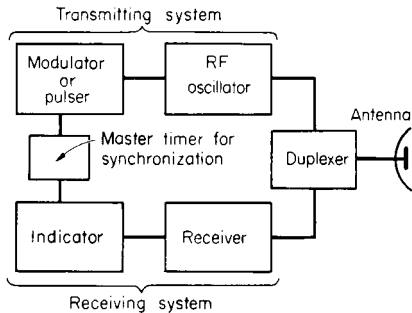 Transmitting system
Modulator
or
pulser
RF
oscillator
Antenna
Master timer for
synchronization
Duplexer
Indicator
Receiver
Receiving system